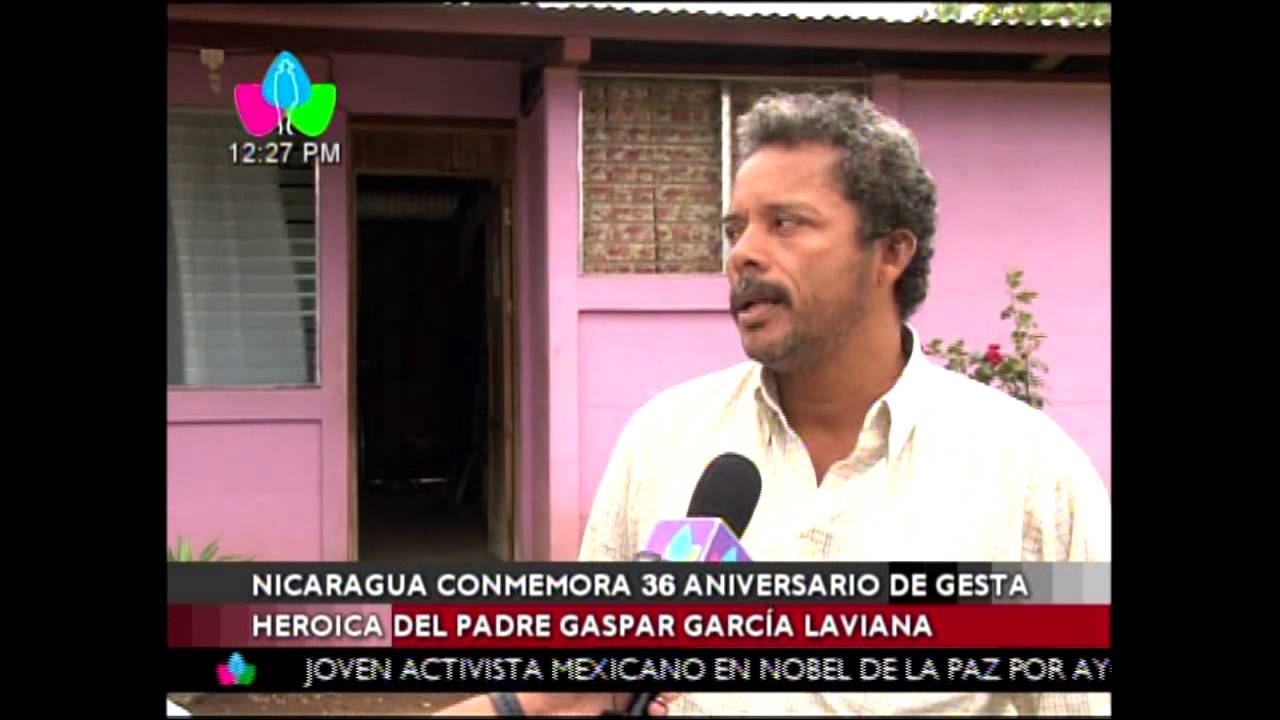 12:27 PM
NICARAGUA CONMEMORA 36 ANIVERSARIO DE GESTA
HEROICA DEL PADRE GASPAR GARCÍA LAVIANA
JOVEN ACTIVISTA MEXICANO EN NOBEL DE LA PAZ POR AY